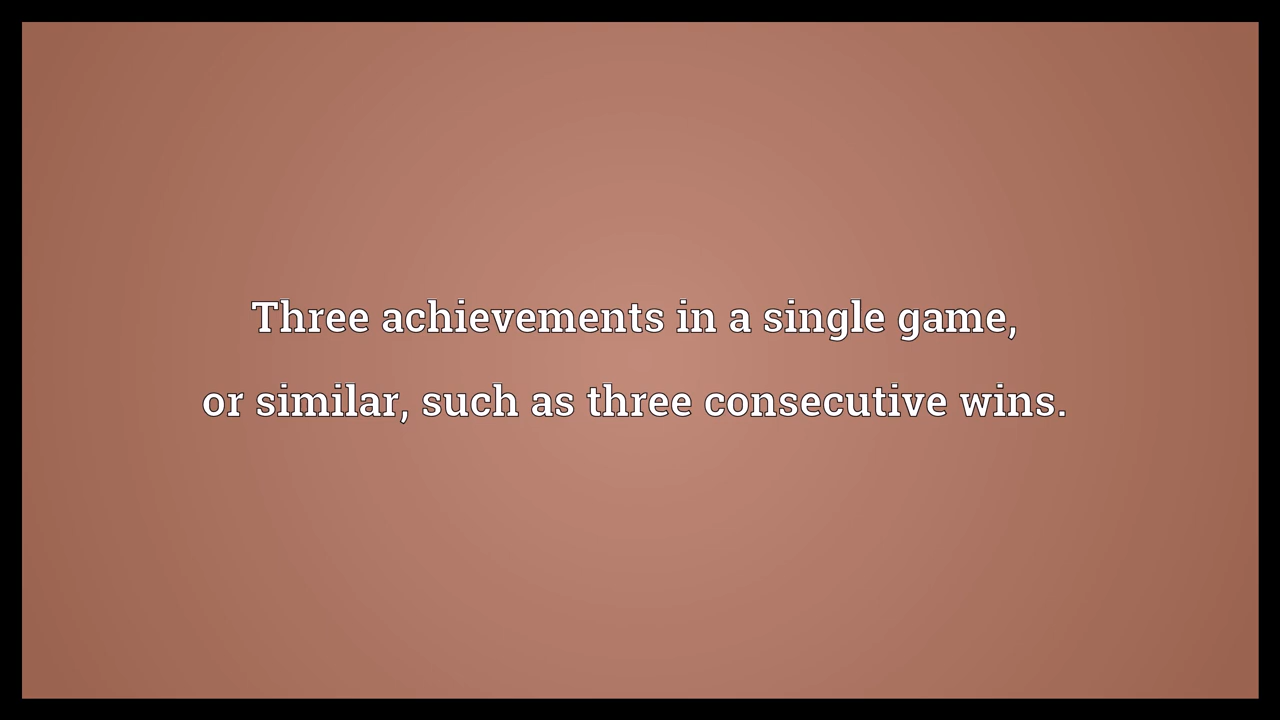 Three achievements in a single game,
or similar, such as three consecutive wins.